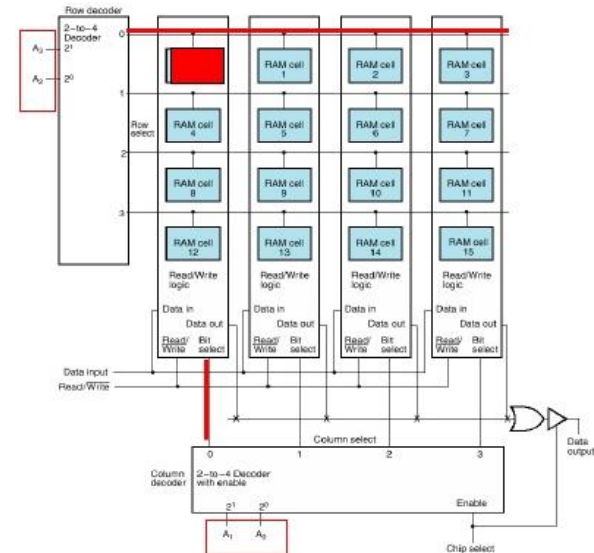 Row decoder
2-to-4
Decoder
A3 2¹
A2 2⁰
0
RAM cell
1
RAM cell
2
RAM cell
3
1
Row
select
RAM cell
4
RAM cell
5
RAM cell
6
RAM cell
7
2
RAM cell
8
RAM cell
9
RAM cell
10
RAM cell
11
3
RAM cell
12
RAM cell
13
RAM cell
14
RAM cell
15
Read/Write
logic
Read/Write
logic
Read/Write
logic
Read/Write
logic
Data in
Data in
Data in
Data in
Data out
Data out
Data out
Data out
Read/
Write
Bit
select
Read/
Write
Bit
select
Read/
Write
Bit
select
Read/
Write
Bit
select
Data input
Read/Write
Column select
Data
output
0 1 2 3
Column
decoder
2-to-4 Decoder
with enable
2¹ 2⁰
Enable
A1 A0
Chip select